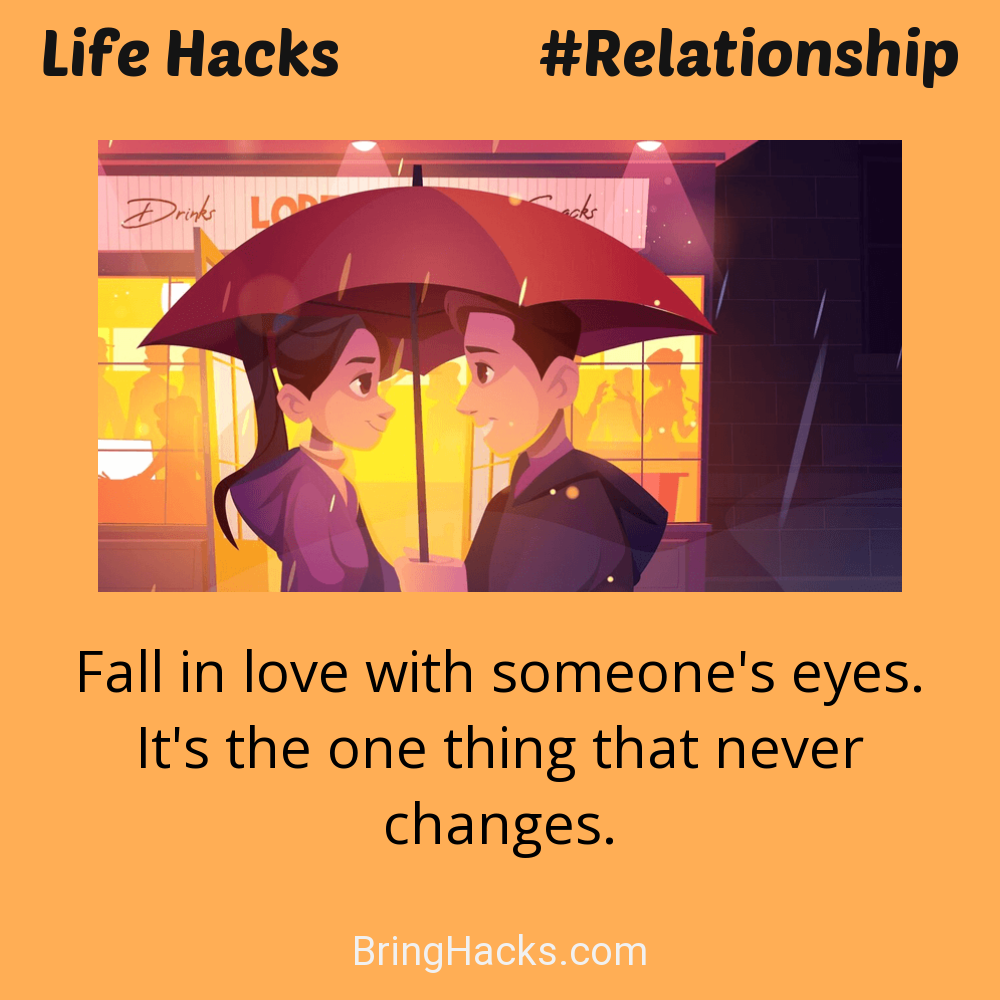 Life Hacks #Relationship
Drinks
Fall in love with someone's eyes.
It's the one thing that never
changes.
BringHacks.com